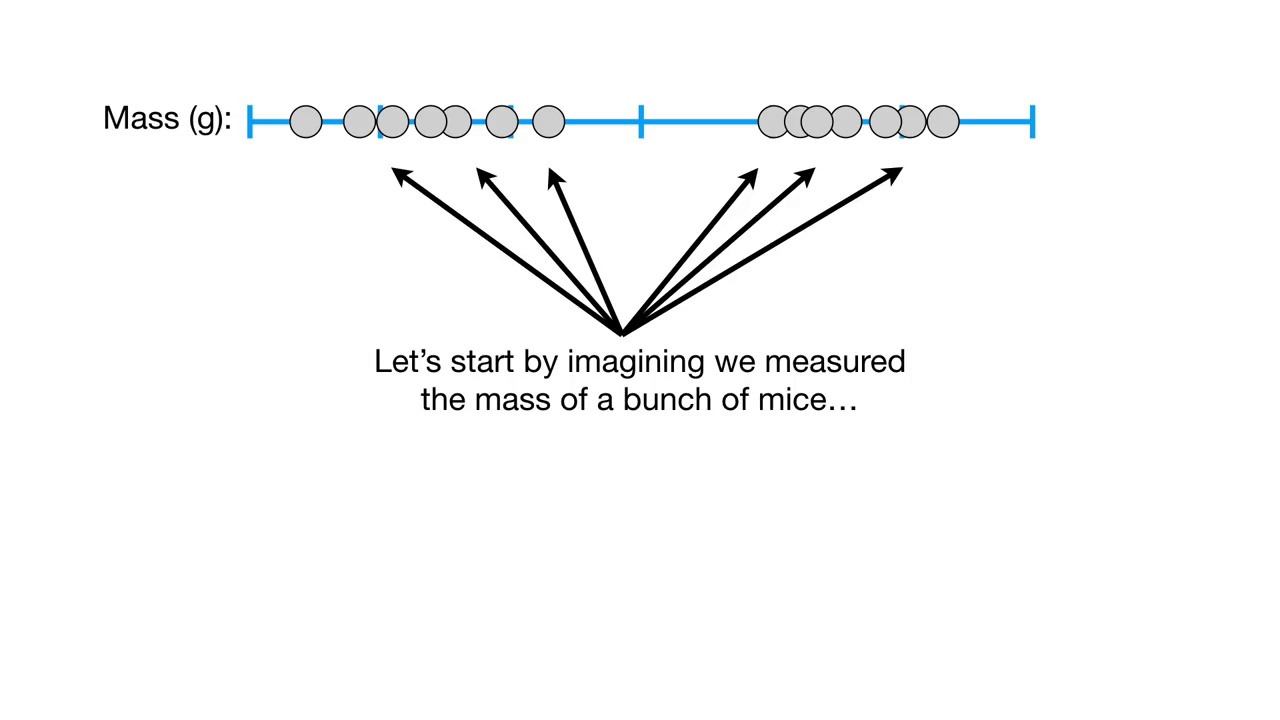 Mass (g):
Let’s start by imagining we measured
the mass of a bunch of mice…